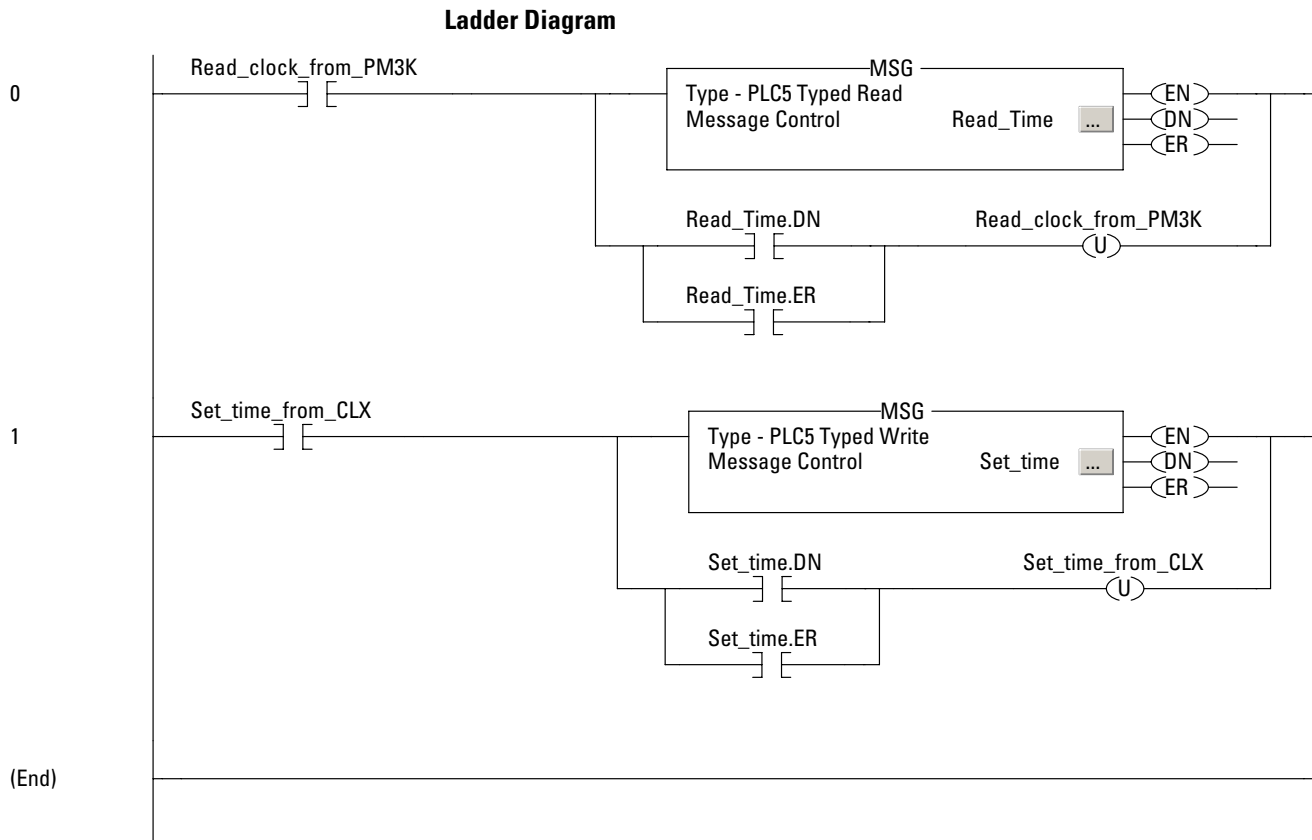 Ladder Diagram
Read_clock_from_PM3K
MSG
0
Type - PLC5 Typed Read
EN
Message Control Read_Time ...
DN
ER
Read_Time.DN Read_clock_from_PM3K
U
Read_Time.ER
Set_time_from_CLX
MSG
1
Type - PLC5 Typed Write
EN
Message Control Set_time ...
DN
ER
Set_time.DN Set_time_from_CLX
U
Set_time.ER
(End)